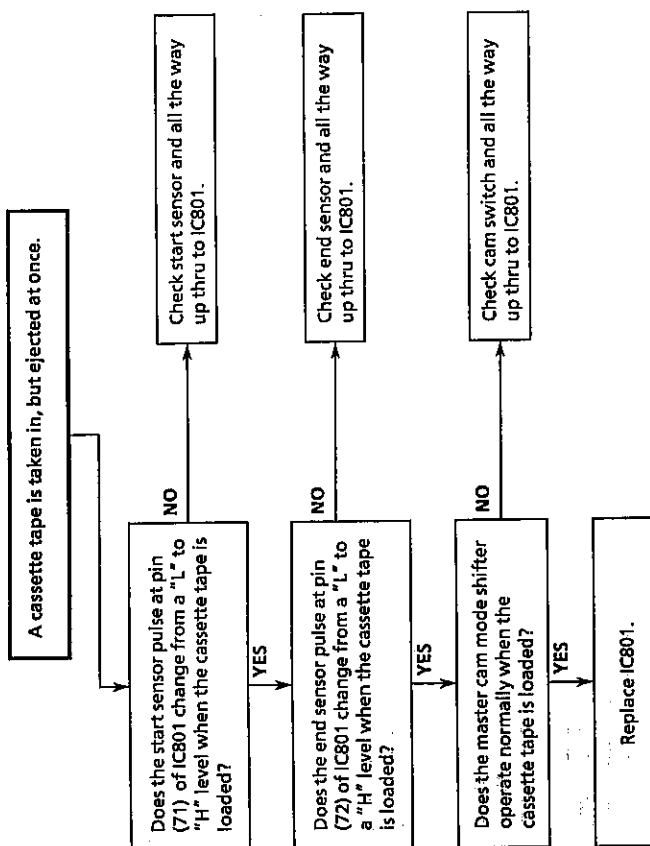 A cassette tape is taken in, but ejected at once.
Does the start sensor pulse at pin
(71) of IC801 change from a "L" to
"H" level when the cassette tape is
loaded?
NO
Check start sensor and all the way
up thru to IC801.
YES
Does the end sensor pulse at pin
(72) of IC801 change from a "L" to
a "H" level when the cassette tape
is loaded?
NO
Check end sensor and all the way
up thru to IC801.
YES
Does the master cam mode shifter
operate normally when the
cassette tape is loaded?
NO
Check cam switch and all the way
up thru to IC801.
YES
Replace IC801.